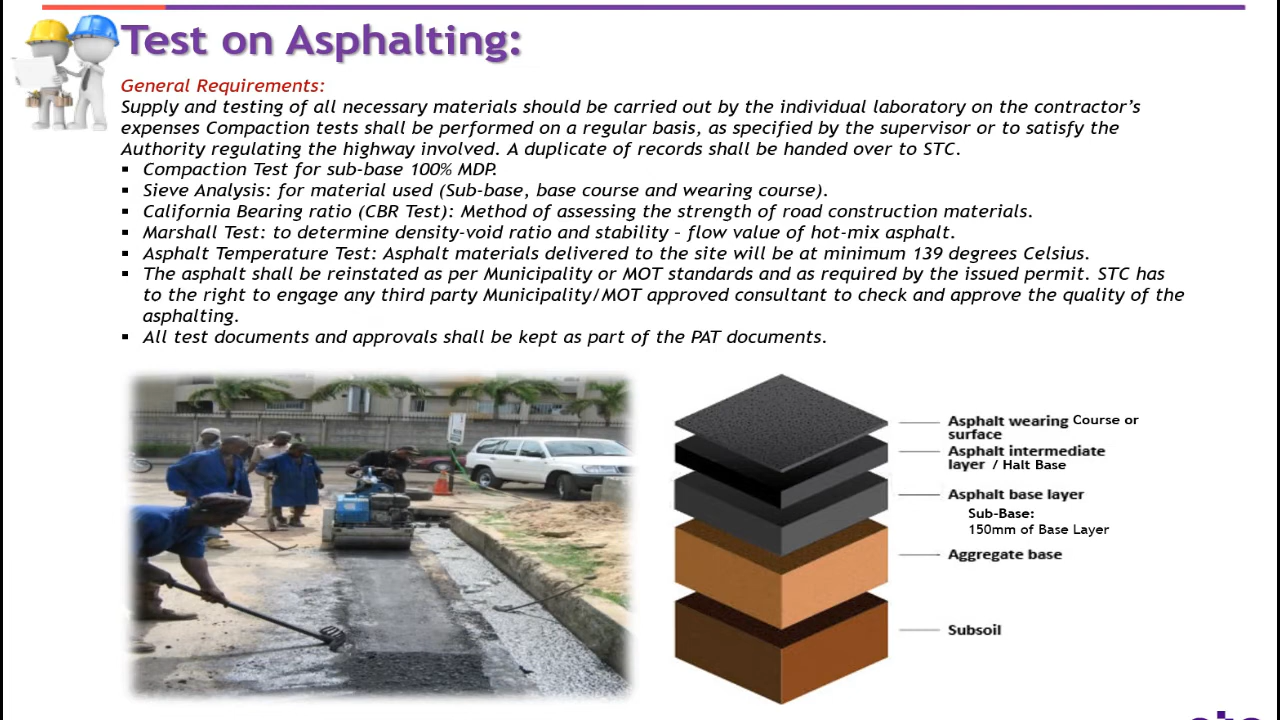 Test on Asphalting:
General Requirements:
Supply and testing of all necessary materials should be carried out by the individual laboratory on the contractor's
expenses Compaction tests shall be performed on a regular basis, as specified by the supervisor or to satisfy the
Authority regulating the highway involved. A duplicate of records shall be handed over to STC.
▪ Compaction Test for sub-base 100% MDP.
▪ Sieve Analysis: for material used (Sub-base, base course and wearing course).
▪ California Bearing ratio (CBR Test): Method of assessing the strength of road construction materials.
▪ Marshall Test: to determine density-void ratio and stability – flow value of hot-mix asphalt.
▪ Asphalt Temperature Test: Asphalt materials delivered to the site will be at minimum 139 degrees Celsius.
▪ The asphalt shall be reinstated as per Municipality or MOT standards and as required by the issued permit. STC has
to the right to engage any third party Municipality/MOT approved consultant to check and approve the quality of the
asphalting.
▪ All test documents and approvals shall be kept as part of the PAT documents.
Asphalt wearing Course or
surface
Asphalt intermediate
layer / Halt Base
Asphalt base layer
Sub-Base:
150mm of Base Layer
Aggregate base
Subsoil